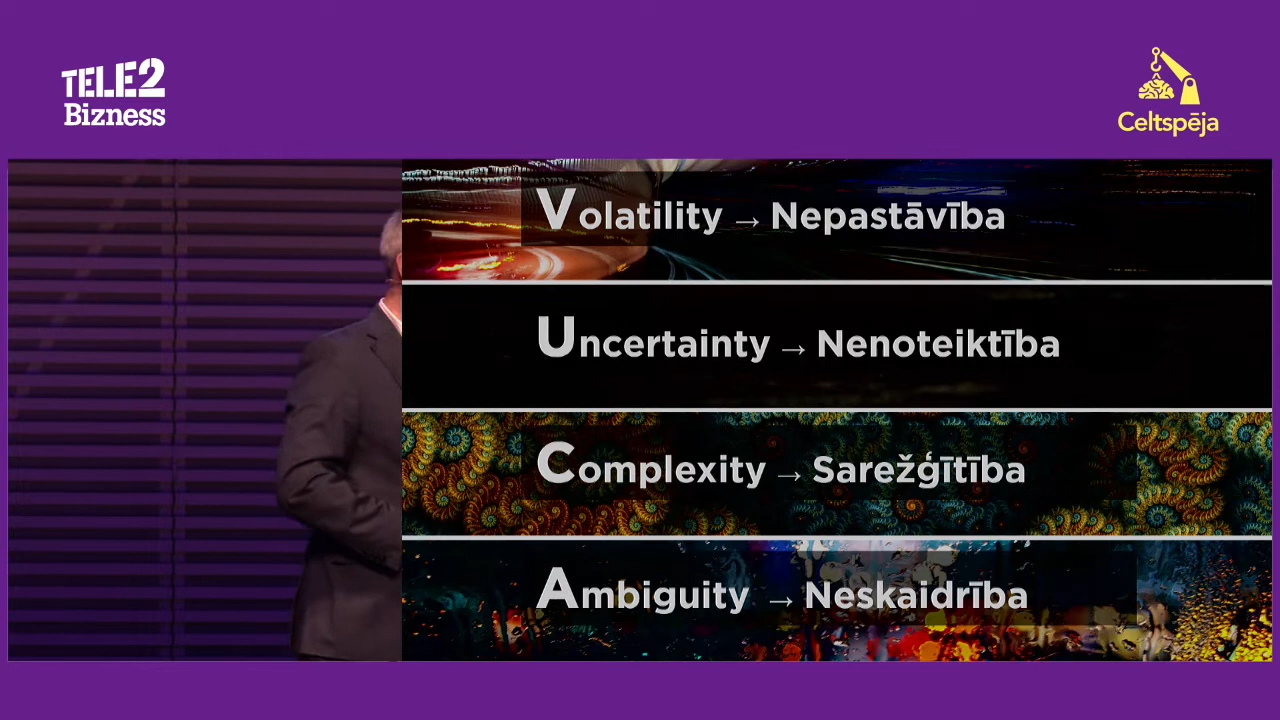 TELE2
Bizness
Celtspēja
Volatility → Nepastāvība
Uncertainty → Nenoteiktība
Complexity → Sarežģītība
Ambiguity → Neskaidrība